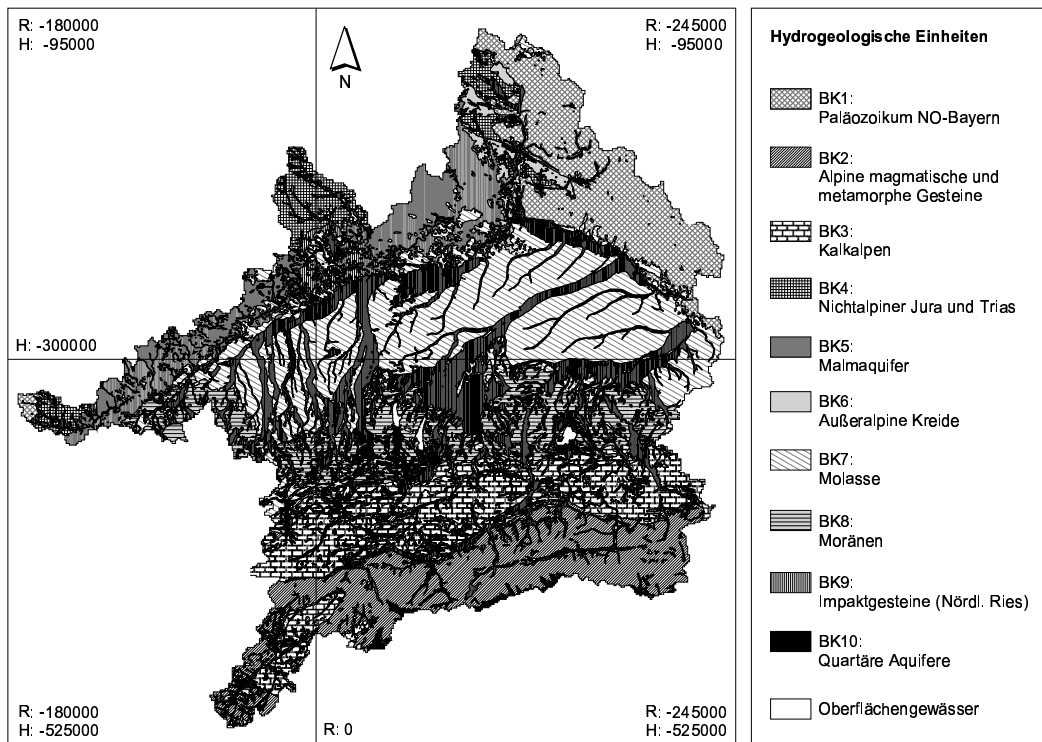 R: -180000
H: -95000
R: -245000
H: -95000
N
H: -300000
R: -180000
H: -525000
R: 0
R: -245000
H: -525000
Hydrogeologische Einheiten
BK1:
Paläozoikum NO-Bayern
BK2:
Alpine magmatische und
metamorphe Gesteine
BK3:
Kalkalpen
BK4:
Nichtalpiner Jura und Trias
BK5:
Malmaquifer
BK6:
Außeralpine Kreide
BK7:
Molasse
BK8:
Moränen
BK9:
Impaktgesteine (Nördl. Ries)
BK10:
Quartäre Aquifere
Oberflächengewässer